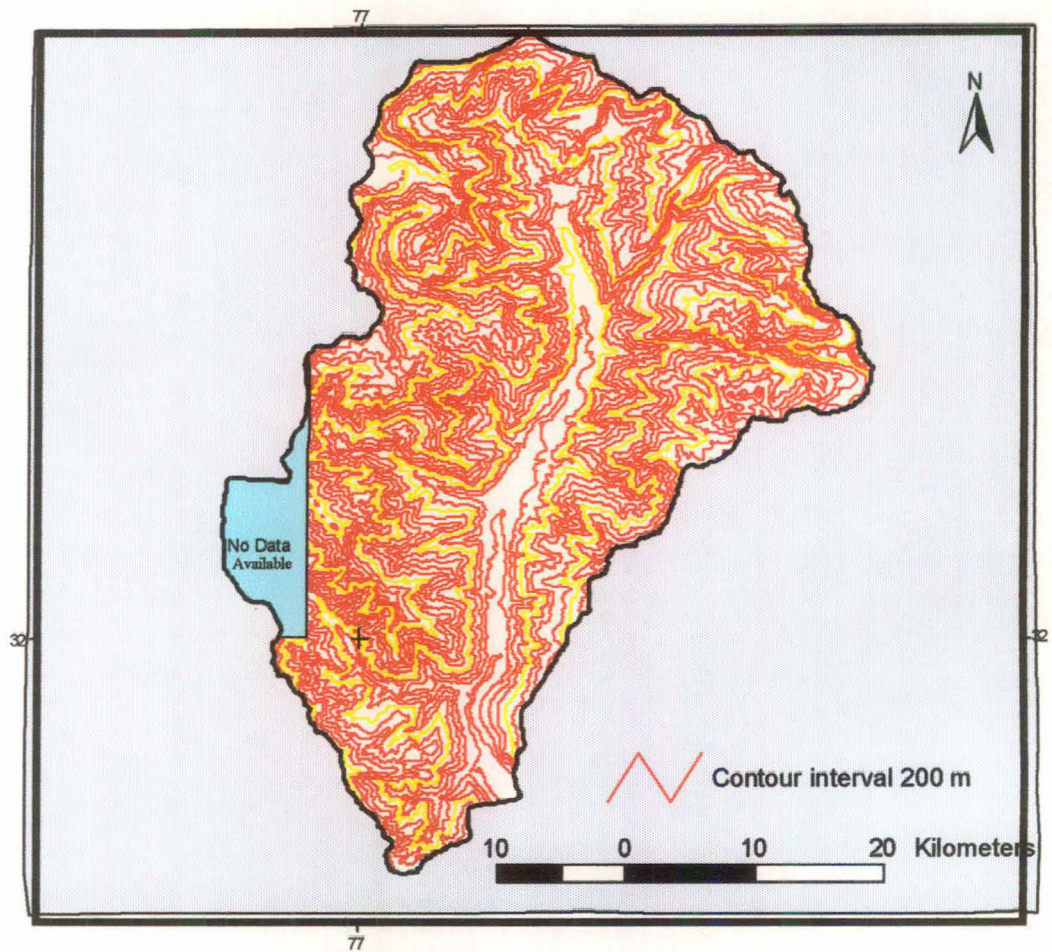 77
N
No Data
Available
32
32
Contour interval 200 m
10 0 10 20 Kilometers
77